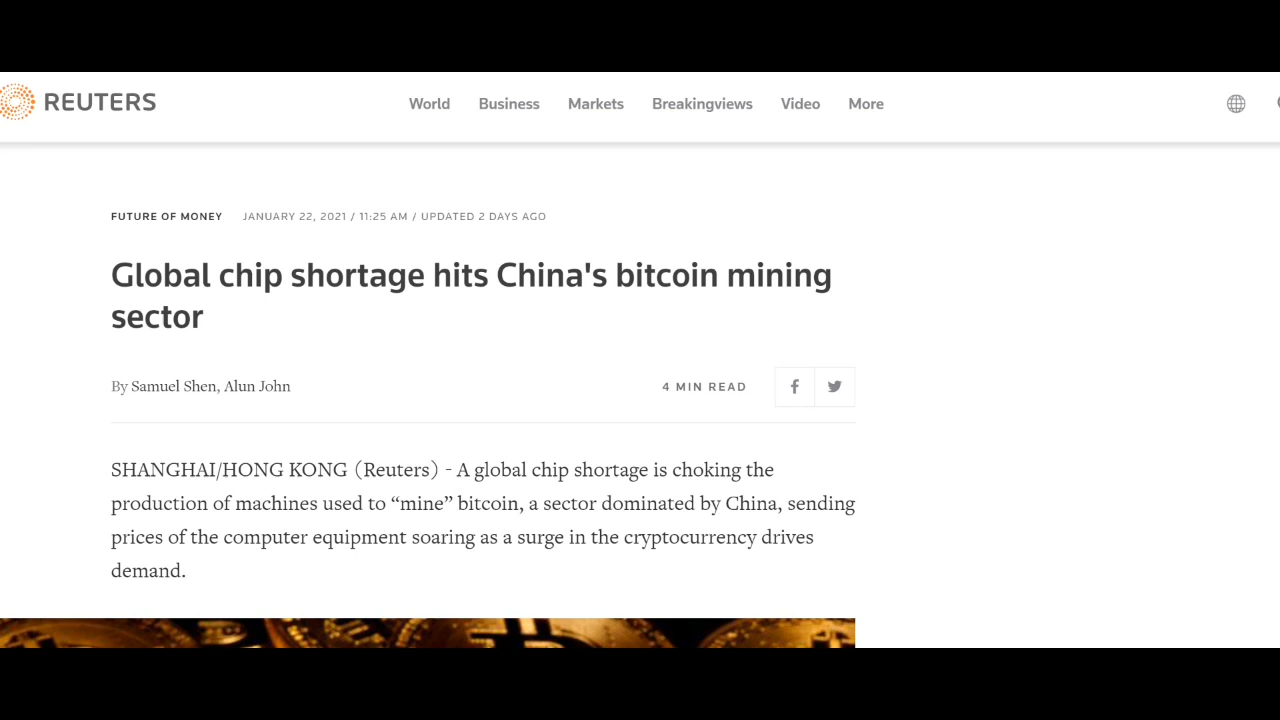 REUTERS
World Business Markets Breakingviews Video More
FUTURE OF MONEY JANUARY 22, 2021 / 11:25 AM / UPDATED 2 DAYS AGO
Global chip shortage hits China's bitcoin mining
sector
By Samuel Shen, Alun John
4 MIN READ
SHANGHAI/HONG KONG (Reuters) - A global chip shortage is choking the
production of machines used to “mine” bitcoin, a sector dominated by China, sending
prices of the computer equipment soaring as a surge in the cryptocurrency drives
demand.